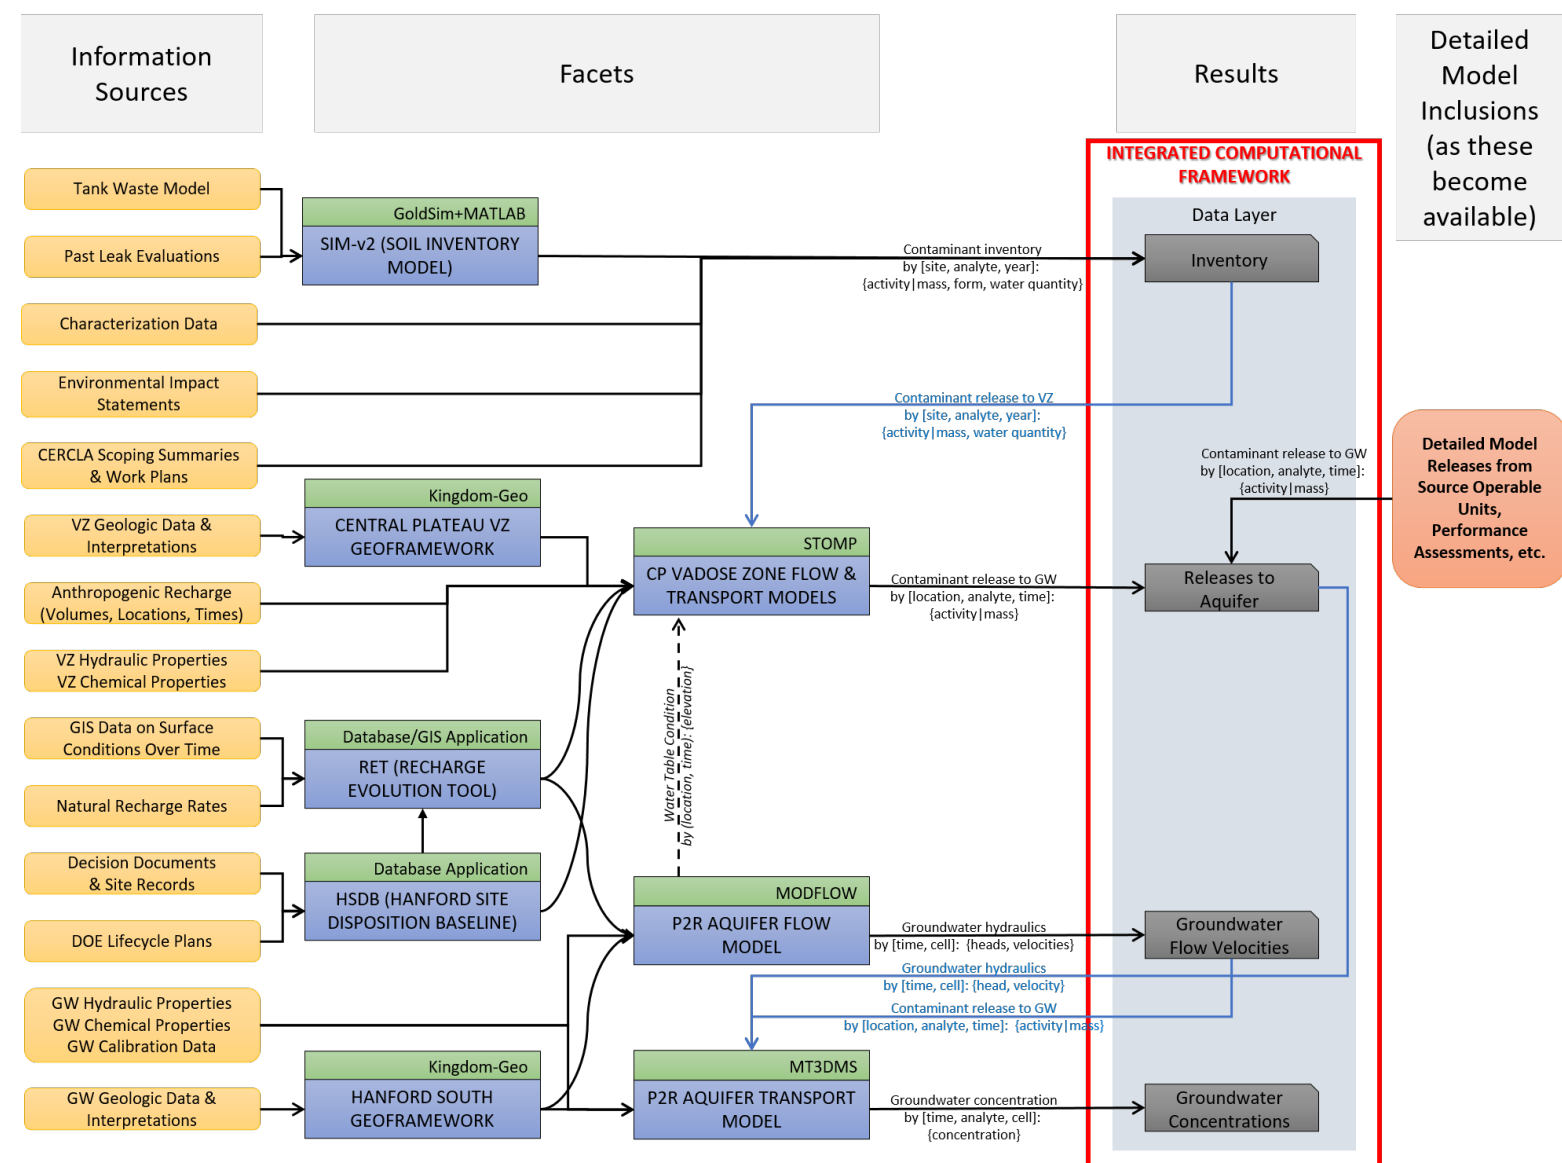 Information
Sources
Facets
Results
Detailed
Model
Inclusions
(as these
become
available)
INTEGRATED COMPUTATIONAL
FRAMEWORK
Data Layer
Tank Waste Model
Past Leak Evaluations
Characterization Data
Environmental Impact
Statements
CERCLA Scoping Summaries
& Work Plans
VZ Geologic Data &
Interpretations
Anthropogenic Recharge
(Volumes, Locations, Times)
VZ Hydraulic Properties
VZ Chemical Properties
GIS Data on Surface
Conditions Over Time
Natural Recharge Rates
Decision Documents
& Site Records
DOE Lifecycle Plans
GW Hydraulic Properties
GW Chemical Properties
GW Calibration Data
GW Geologic Data &
Interpretations
GoldSim+MATLAB
SIM-v2 (SOIL INVENTORY
MODEL)
Kingdom-Geo
CENTRAL PLATEAU VZ
GEOFRAMEWORK
Database/GIS Application
RET (RECHARGE
EVOLUTION TOOL)
Database Application
HSDB (HANFORD SITE
DISPOSITION BASELINE)
Kingdom-Geo
HANFORD SOUTH
GEOFRAMEWORK
STOMP
CP VADOSE ZONE FLOW &
TRANSPORT MODELS
Water Table Condition
by (location, time): {elevation}
MODFLOW
P2R AQUIFER FLOW
MODEL
MT3DMS
P2R AQUIFER TRANSPORT
MODEL
Contaminant inventory
by [site, analyte, year]:
{activity|mass, form, water quantity}
Contaminant release to VZ
by [site, analyte, year]:
{activity|mass, water quantity}
Contaminant release to GW
by [location, analyte, time]:
{activity|mass}
Groundwater hydraulics
by [time, cell]: {heads, velocities}
Groundwater hydraulics
by [time, cell]: {head, velocity}
Contaminant release to GW
by [location, analyte, time]: {activity|mass}
Groundwater concentration
by [time, analyte, cell]:
{concentration}
Inventory
Contaminant release to GW
by [location, analyte, time]:
{activity|mass}
Releases to
Aquifer
Groundwater
Flow Velocities
Groundwater
Concentrations
Detailed Model
Releases from
Source Operable
Units,
Performance
Assessments, etc.